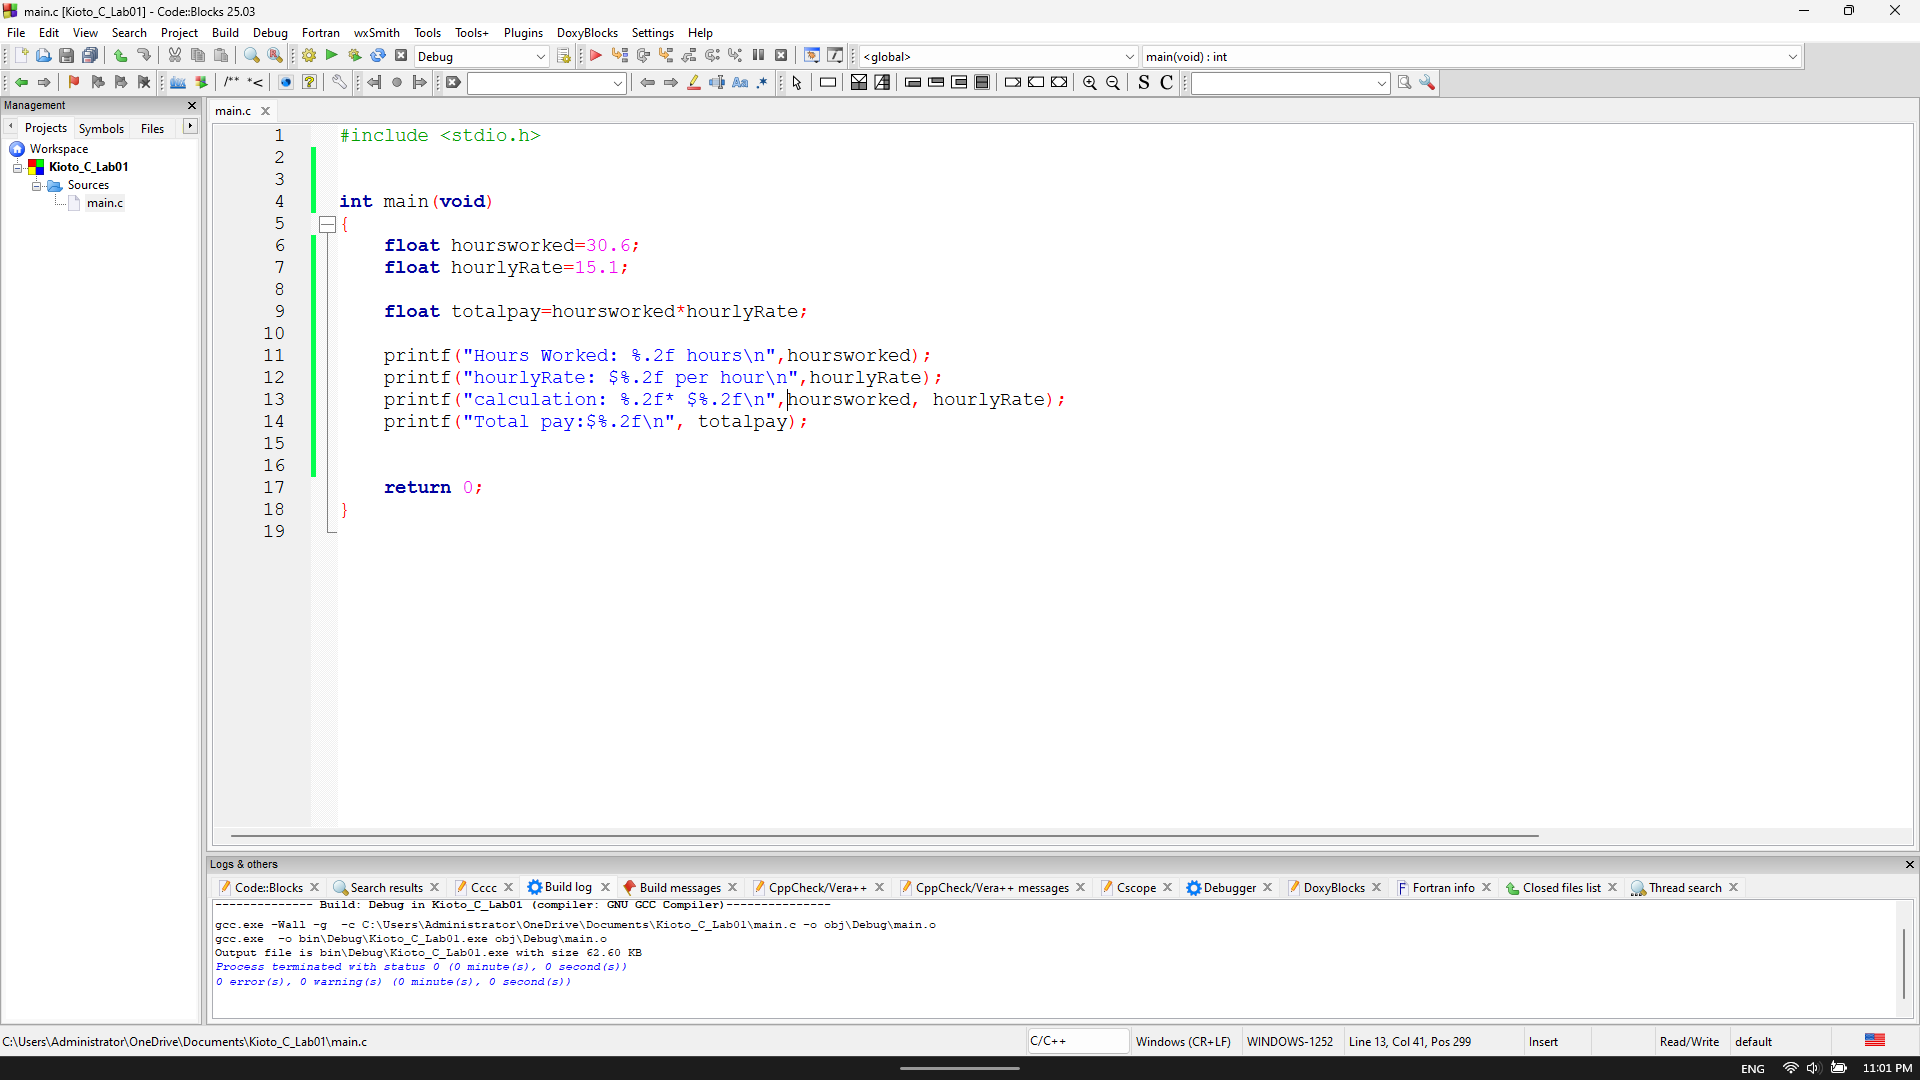 main.c [Kioto_C_Lab01] - Code::Blocks 25.03
File Edit View Search Project Build Debug Fortran wxSmith Tools Tools+ Plugins DoxyBlocks Settings Help
Debug <global> main(void) : int
/** *< Aa .* S C
Management
Projects Symbols Files
Workspace
Kioto_C_Lab01
Sources
main.c
main.c
1 #include <stdio.h>
2
3
4 int main(void)
5 {
6 float hoursworked=30.6;
7 float hourlyRate=15.1;
8
9 float totalpay=hoursworked*hourlyRate;
10
11 printf("Hours Worked: %.2f hours\n",hoursworked);
12 printf("hourlyRate: $%.2f per hour\n",hourlyRate);
13 printf("calculation: %.2f* $%.2f\n",hoursworked, hourlyRate);
14 printf("Total pay:$%.2f\n", totalpay);
15
16
17 return 0;
18 }
19
Logs & others
Code::Blocks Search results Cccc Build log Build messages CppCheck/Vera++ CppCheck/Vera++ messages Cscope Debugger DoxyBlocks Fortran info Closed files list Thread search
-------------- Build: Debug in Kioto_C_Lab01 (compiler: GNU GCC Compiler)---------------
gcc.exe -Wall -g  -c C:\Users\Administrator\OneDrive\Documents\Kioto_C_Lab01\main.c -o obj\Debug\main.o
gcc.exe  -o bin\Debug\Kioto_C_Lab01.exe obj\Debug\main.o
Output file is bin\Debug\Kioto_C_Lab01.exe with size 62.60 KB
Process terminated with status 0 (0 minute(s), 0 second(s))
0 error(s), 0 warning(s) (0 minute(s), 0 second(s))
C:\Users\Administrator\OneDrive\Documents\Kioto_C_Lab01\main.c C/C++ Windows (CR+LF) WINDOWS-1252 Line 13, Col 41, Pos 299 Insert Read/Write default
ENG 11:01 PM